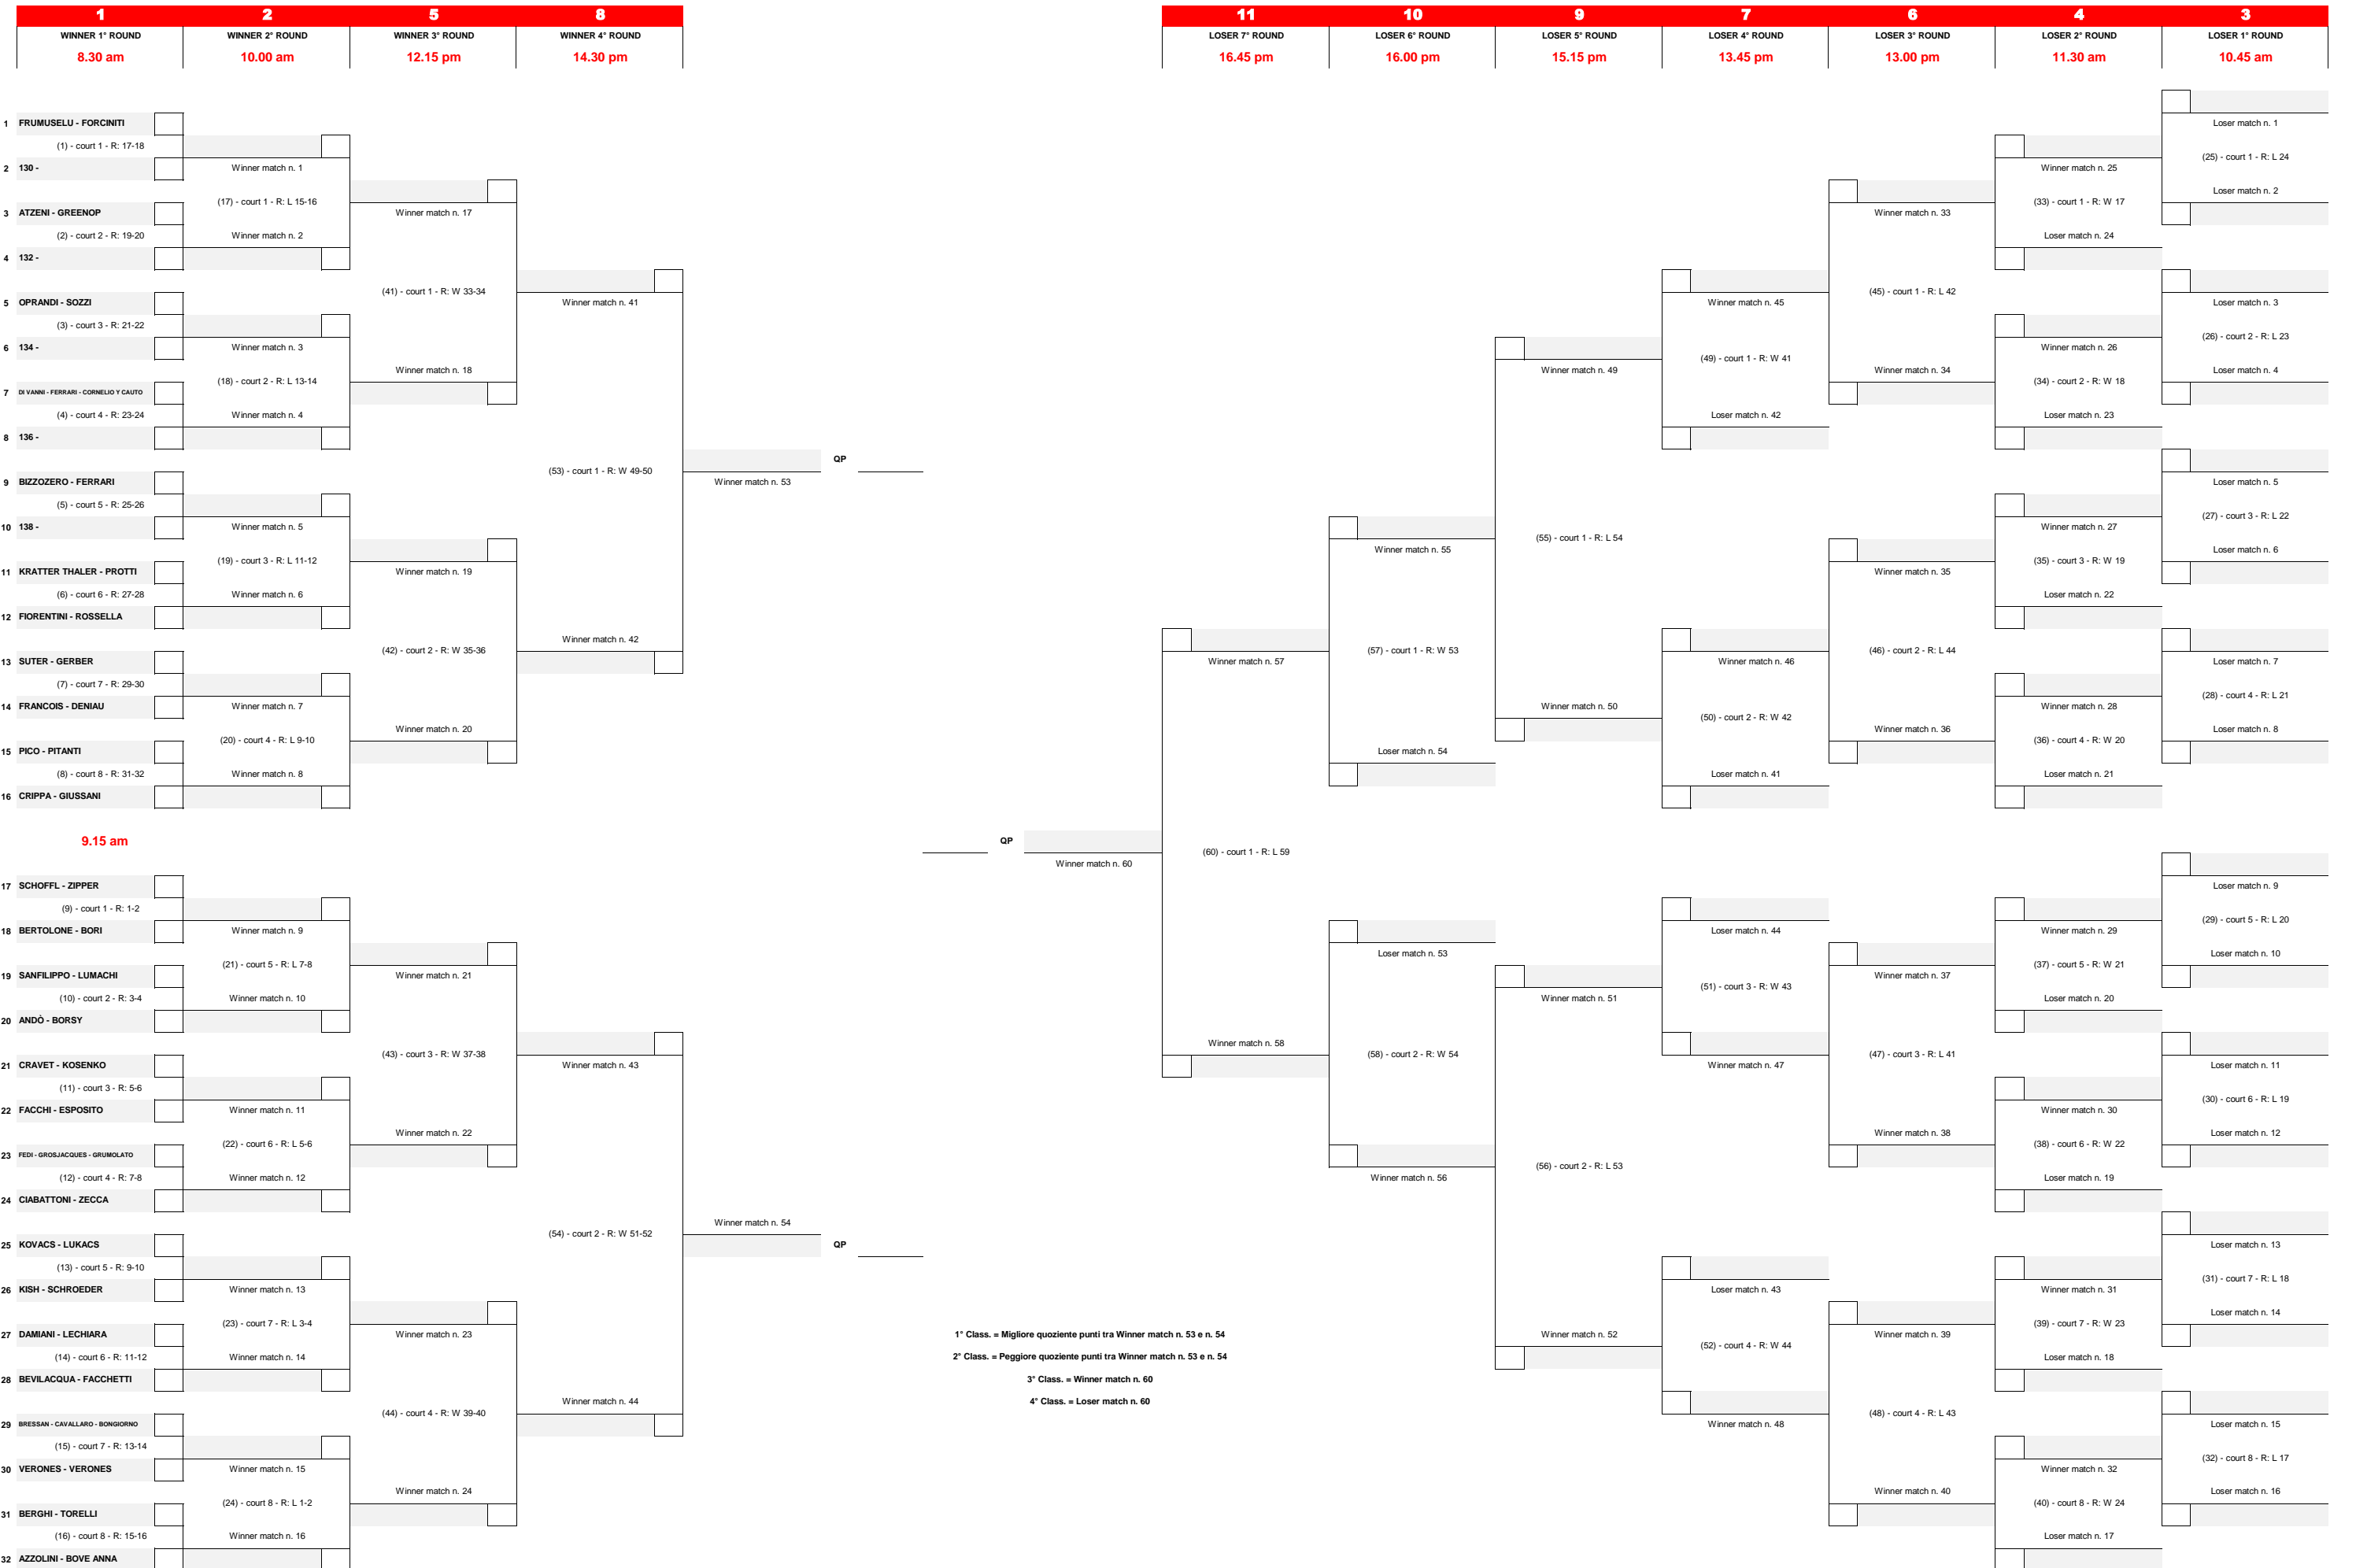 1 2 5 8 11 10 9 7 6 4 3
WINNER 1° ROUND WINNER 2° ROUND WINNER 3° ROUND WINNER 4° ROUND LOSER 7° ROUND LOSER 6° ROUND LOSER 5° ROUND LOSER 4° ROUND LOSER 3° ROUND LOSER 2° ROUND LOSER 1° ROUND
8.30 am 10.00 am 12.15 pm 14.30 pm 16.45 pm 16.00 pm 15.15 pm 13.45 pm 13.00 pm 11.30 am 10.45 am
1 FRUMUSELU - FORCINITI
(1) - court 1 - R: 17-18
2 130 -
3 ATZENI - GREENOP
(2) - court 2 - R: 19-20
4 132 -
5 OPRANDI - SOZZI
(3) - court 3 - R: 21-22
6 134 -
7 DI VANNI - FERRARI - CORNELIO Y CAUTO
(4) - court 4 - R: 23-24
8 136 -
9 BIZZOZERO - FERRARI
(5) - court 5 - R: 25-26
10 138 -
11 KRATTER THALER - PROTTI
(6) - court 6 - R: 27-28
12 FIORENTINI - ROSSELLA
13 SUTER - GERBER
(7) - court 7 - R: 29-30
14 FRANCOIS - DENIAU
15 PICO - PITANTI
(8) - court 8 - R: 31-32
16 CRIPPA - GIUSSANI
9.15 am
17 SCHOFFL - ZIPPER
(9) - court 1 - R: 1-2
18 BERTOLONE - BORI
19 SANFILIPPO - LUMACHI
(10) - court 2 - R: 3-4
20 ANDÒ - BORSY
21 CRAVET - KOSENKO
(11) - court 3 - R: 5-6
22 FACCHI - ESPOSITO
23 FEDI - GROSJACQUES - GRUMOLATO
(12) - court 4 - R: 7-8
24 CIABATTONI - ZECCA
25 KOVACS - LUKACS
(13) - court 5 - R: 9-10
26 KISH - SCHROEDER
27 DAMIANI - LECHIARA
(14) - court 6 - R: 11-12
28 BEVILACQUA - FACCHETTI
29 BRESSAN - CAVALLARO - BONGIORNO
(15) - court 7 - R: 13-14
30 VERONES - VERONES
31 BERGHI - TORELLI
(16) - court 8 - R: 15-16
32 AZZOLINI - BOVE ANNA
Winner match n. 1
(17) - court 1 - R: L 15-16
Winner match n. 2
Winner match n. 3
(18) - court 2 - R: L 13-14
Winner match n. 4
Winner match n. 5
(19) - court 3 - R: L 11-12
Winner match n. 6
Winner match n. 7
(20) - court 4 - R: L 9-10
Winner match n. 8
Winner match n. 9
(21) - court 5 - R: L 7-8
Winner match n. 10
Winner match n. 11
(22) - court 6 - R: L 5-6
Winner match n. 12
Winner match n. 13
(23) - court 7 - R: L 3-4
Winner match n. 14
Winner match n. 15
(24) - court 8 - R: L 1-2
Winner match n. 16
Winner match n. 17
(41) - court 1 - R: W 33-34
Winner match n. 18
Winner match n. 19
(42) - court 2 - R: W 35-36
Winner match n. 20
Winner match n. 21
(43) - court 3 - R: W 37-38
Winner match n. 22
Winner match n. 23
(44) - court 4 - R: W 39-40
Winner match n. 24
Winner match n. 41
(53) - court 1 - R: W 49-50
Winner match n. 42
Winner match n. 43
(54) - court 2 - R: W 51-52
Winner match n. 44
QP
Winner match n. 53
Winner match n. 54
QP
QP
Winner match n. 60
1° Class. = Migliore quoziente punti tra Winner match n. 53 e n. 54
2° Class. = Peggiore quoziente punti tra Winner match n. 53 e n. 54
3° Class. = Winner match n. 60
4° Class. = Loser match n. 60
Winner match n. 57
(60) - court 1 - R: L 59
Winner match n. 58
Winner match n. 55
(57) - court 1 - R: W 53
Loser match n. 54
Loser match n. 53
(58) - court 2 - R: W 54
Winner match n. 56
Winner match n. 49
(55) - court 1 - R: L 54
Winner match n. 50
Winner match n. 51
(56) - court 2 - R: L 53
Winner match n. 52
Winner match n. 45
(49) - court 1 - R: W 41
Loser match n. 42
Winner match n. 46
(50) - court 2 - R: W 42
Loser match n. 41
Loser match n. 44
(51) - court 3 - R: W 43
Winner match n. 47
Loser match n. 43
(52) - court 4 - R: W 44
Winner match n. 48
Winner match n. 33
(45) - court 1 - R: L 42
Winner match n. 34
Winner match n. 35
(46) - court 2 - R: L 44
Winner match n. 36
Winner match n. 37
(47) - court 3 - R: L 41
Winner match n. 38
Winner match n. 39
(48) - court 4 - R: L 43
Winner match n. 40
Winner match n. 25
(33) - court 1 - R: W 17
Loser match n. 24
Winner match n. 26
(34) - court 2 - R: W 18
Loser match n. 23
Winner match n. 27
(35) - court 3 - R: W 19
Loser match n. 22
Winner match n. 28
(36) - court 4 - R: W 20
Loser match n. 21
Winner match n. 29
(37) - court 5 - R: W 21
Loser match n. 20
Winner match n. 30
(38) - court 6 - R: W 22
Loser match n. 19
Winner match n. 31
(39) - court 7 - R: W 23
Loser match n. 18
Winner match n. 32
(40) - court 8 - R: W 24
Loser match n. 17
Loser match n. 1
(25) - court 1 - R: L 24
Loser match n. 2
Loser match n. 3
(26) - court 2 - R: L 23
Loser match n. 4
Loser match n. 5
(27) - court 3 - R: L 22
Loser match n. 6
Loser match n. 7
(28) - court 4 - R: L 21
Loser match n. 8
Loser match n. 9
(29) - court 5 - R: L 20
Loser match n. 10
Loser match n. 11
(30) - court 6 - R: L 19
Loser match n. 12
Loser match n. 13
(31) - court 7 - R: L 18
Loser match n. 14
Loser match n. 15
(32) - court 8 - R: L 17
Loser match n. 16